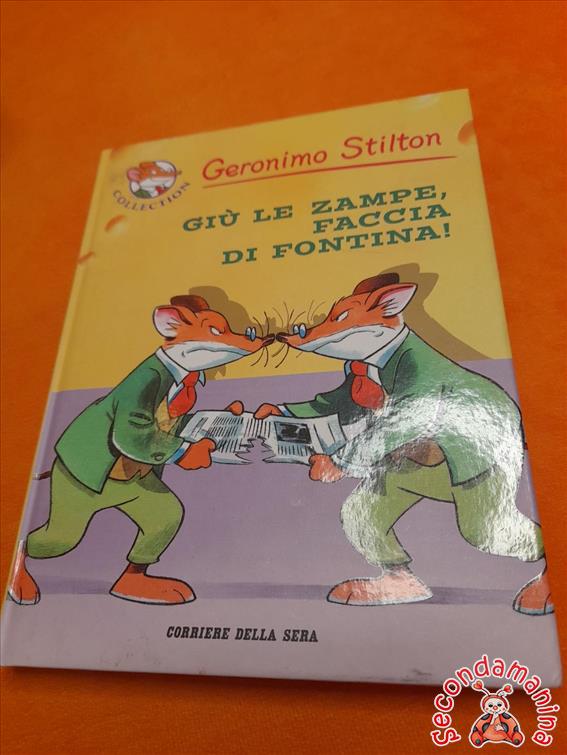 COLLECTION
Geronimo Stilton
GIÙ LE ZAMPE,
FACCIA
DI FONTINA!
CORRIERE DELLA SERA
Secondamanina